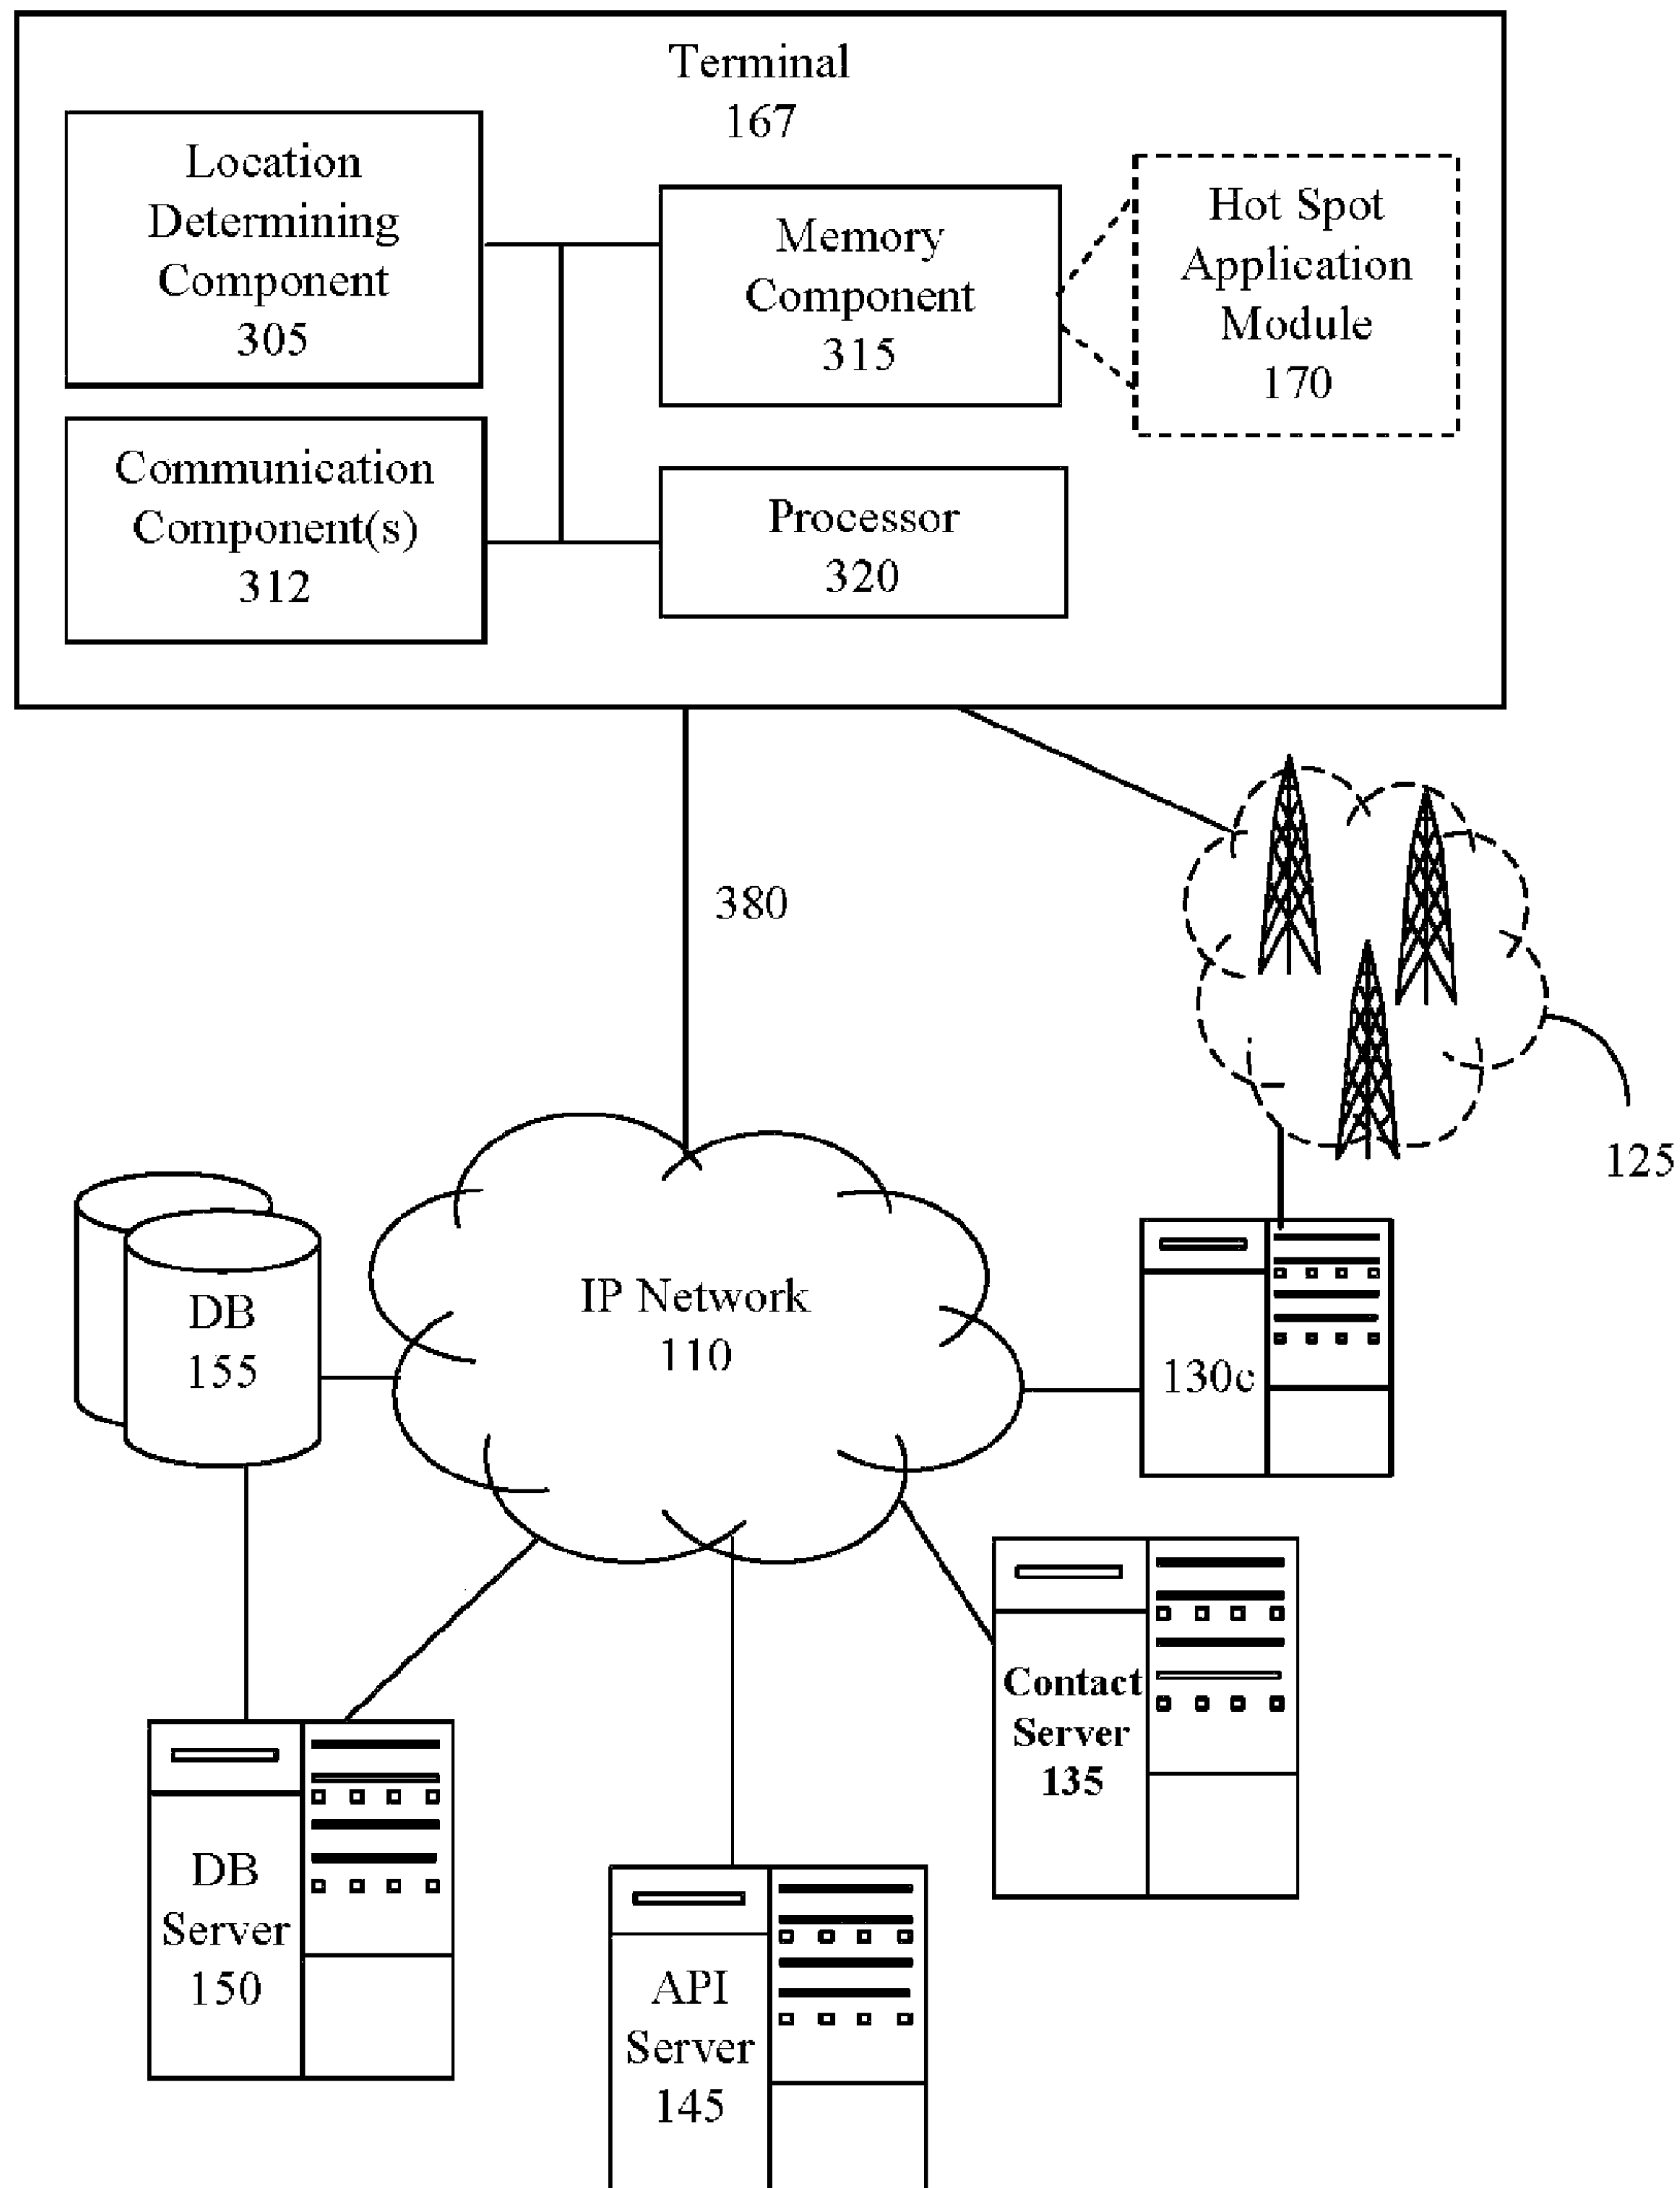 Terminal
167
Location
Determining
Component
305
Memory
Component
315
Hot Spot
Application
Module
170
Communication
Component(s)
312
Processor
320
380
125
IP Network
110
DB
155
130c
Contact
Server
135
DB
Server
150
API
Server
145